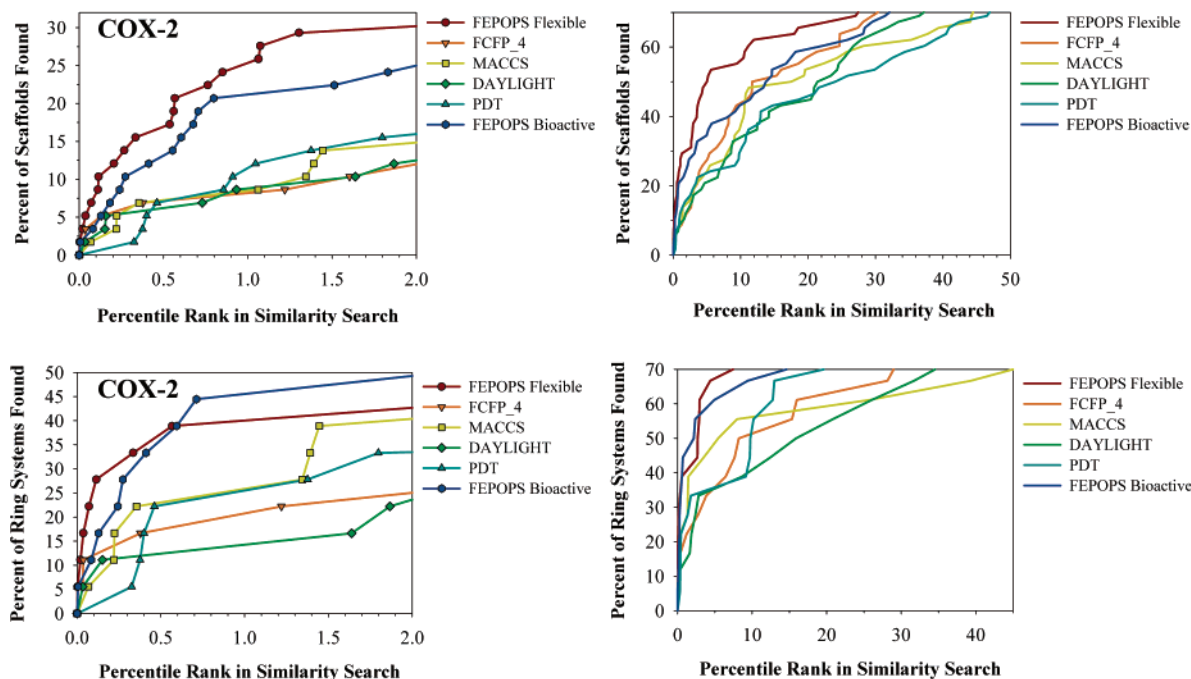 COX-2
Percent of Scaffolds Found
30
25
20
15
10
5
0
0.0 0.5 1.0 1.5 2.0
Percentile Rank in Similarity Search
FEPOPS Flexible
FCFP_4
MACCS
DAYLIGHT
PDT
FEPOPS Bioactive
Percent of Scaffolds Found
60
40
20
0
0 10 20 30 40 50
Percentile Rank in Similarity Search
FEPOPS Flexible
FCFP_4
MACCS
DAYLIGHT
PDT
FEPOPS Bioactive
COX-2
Percent of Ring Systems Found
50
45
40
35
30
25
20
15
10
5
0
0.0 0.5 1.0 1.5 2.0
Percentile Rank in Similarity Search
FEPOPS Flexible
FCFP_4
MACCS
DAYLIGHT
PDT
FEPOPS Bioactive
Percent of Ring Systems Found
70
60
50
40
30
20
10
0
0 10 20 30 40
Percentile Rank in Similarity Search
FEPOPS Flexible
FCFP_4
MACCS
DAYLIGHT
PDT
FEPOPS Bioactive